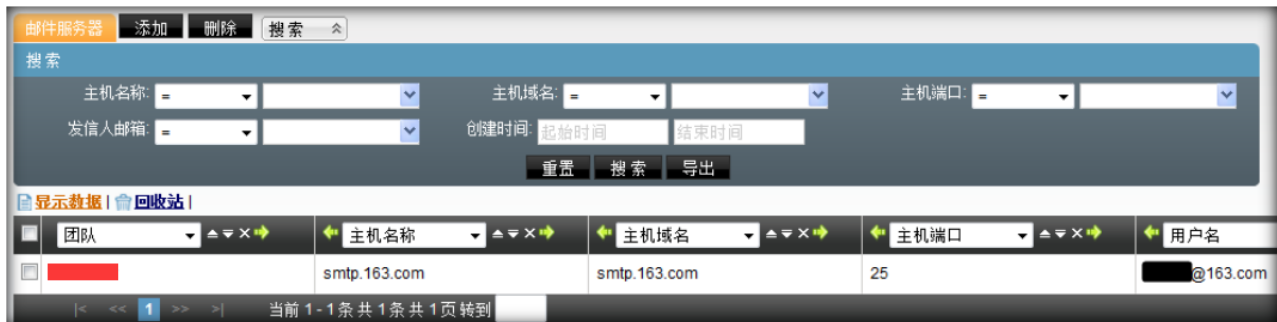 邮件服务器 添加 删除 搜索
搜索
主机名称: = 主机域名: = 主机端口: =
发信人邮箱: = 创建时间: 起始时间 结束时间
重置 搜索 导出
显示数据 | 回收站 |
团队 主机名称 主机域名 主机端口 用户名
smtp.163.com smtp.163.com 25 @163.com
|< << 1 >> >| 当前 1 - 1 条 共 1 条 共 1 页 转到